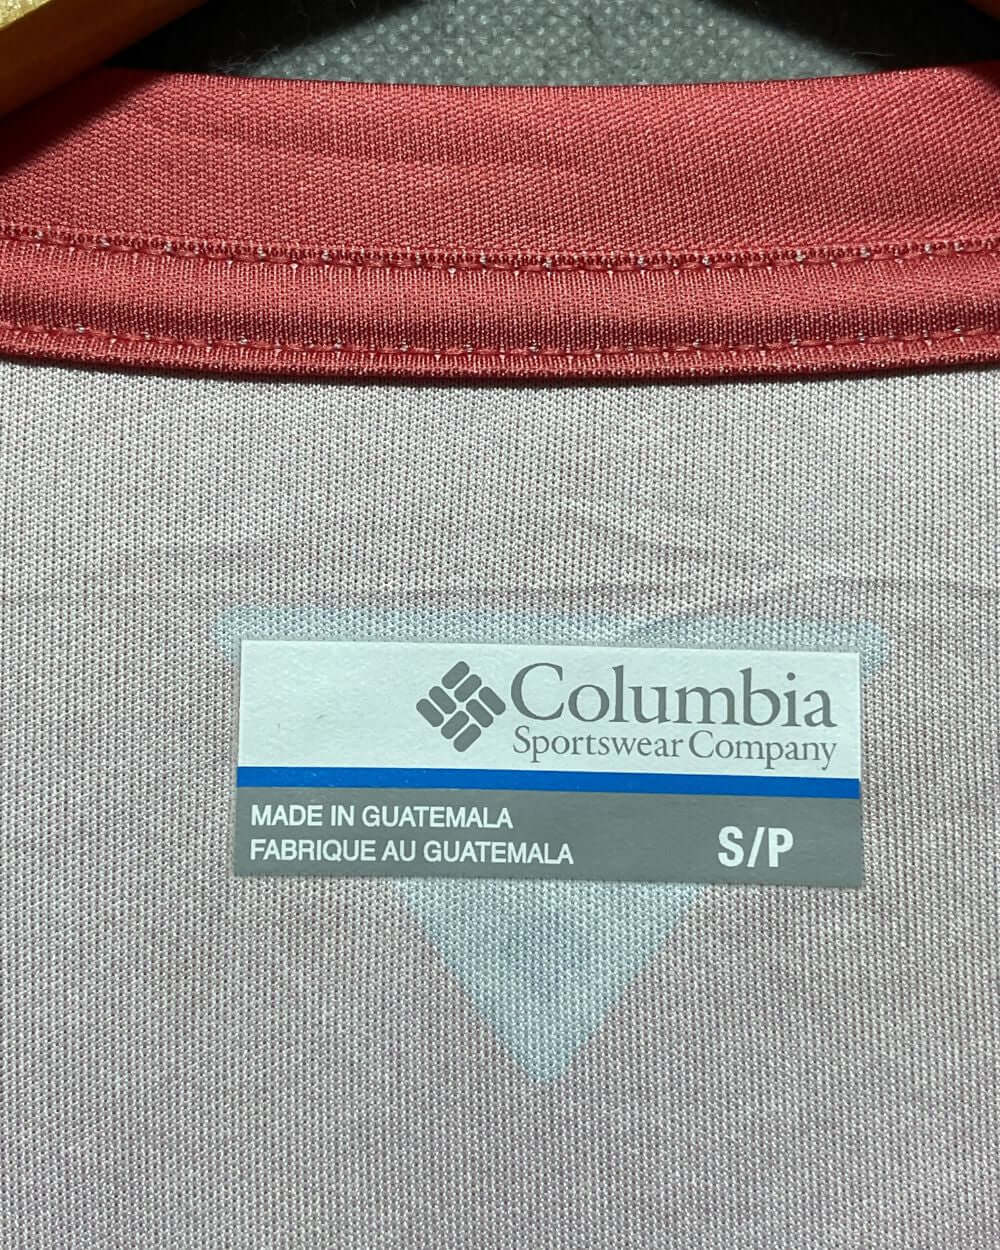 Columbia
Sportswear Company
MADE IN GUATEMALA
FABRIQUE AU GUATEMALA
S/P